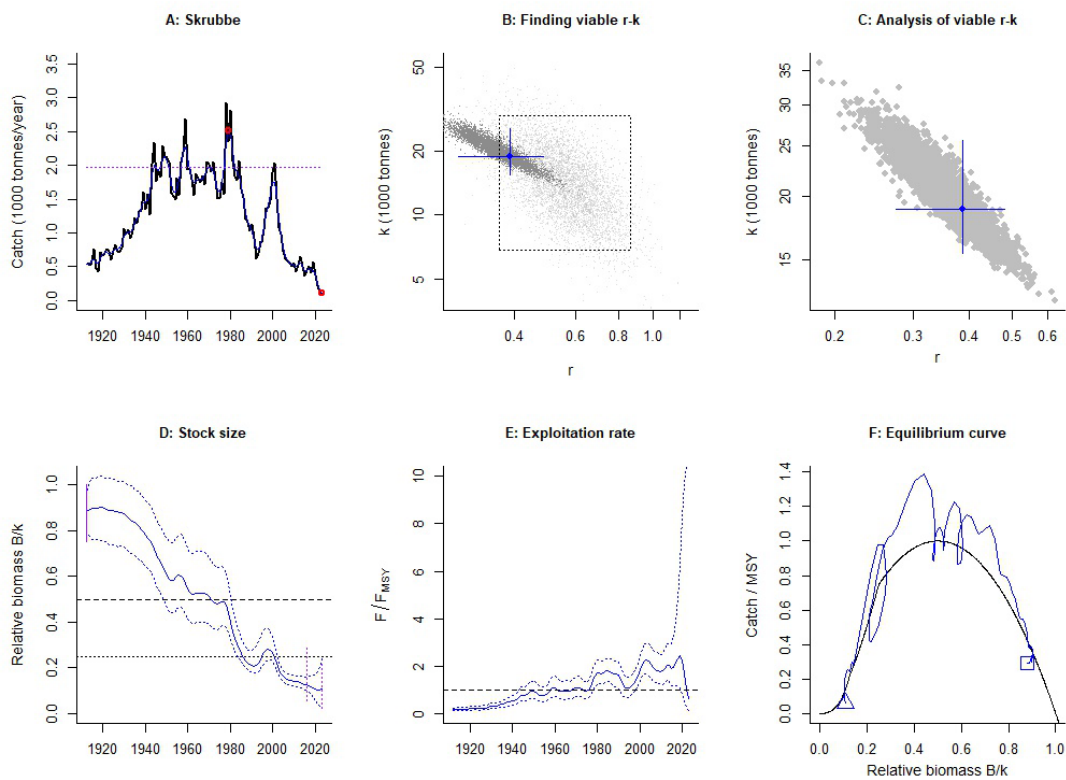 A: Skrubbe
Catch (1000 tonnes/year)
3.5
3.0
2.5
2.0
1.5
1.0
0.5
0.0
1920 1940 1960 1980 2000 2020
B: Finding viable r-k
k (1000 tonnes)
50
20
10
5
0.4 0.6 0.8 1.0
r
C: Analysis of viable r-k
k (1000 tonnes)
35
30
25
20
15
0.2 0.3 0.4 0.5 0.6
r
D: Stock size
Relative biomass B/k
1.0
0.8
0.6
0.4
0.2
0.0
1920 1940 1960 1980 2000 2020
E: Exploitation rate
F / FMSY
10
8
6
4
2
0
1920 1940 1960 1980 2000 2020
F: Equilibrium curve
Catch / MSY
1.4
1.2
1.0
0.8
0.6
0.4
0.2
0.0
0.0 0.2 0.4 0.6 0.8 1.0
Relative biomass B/k